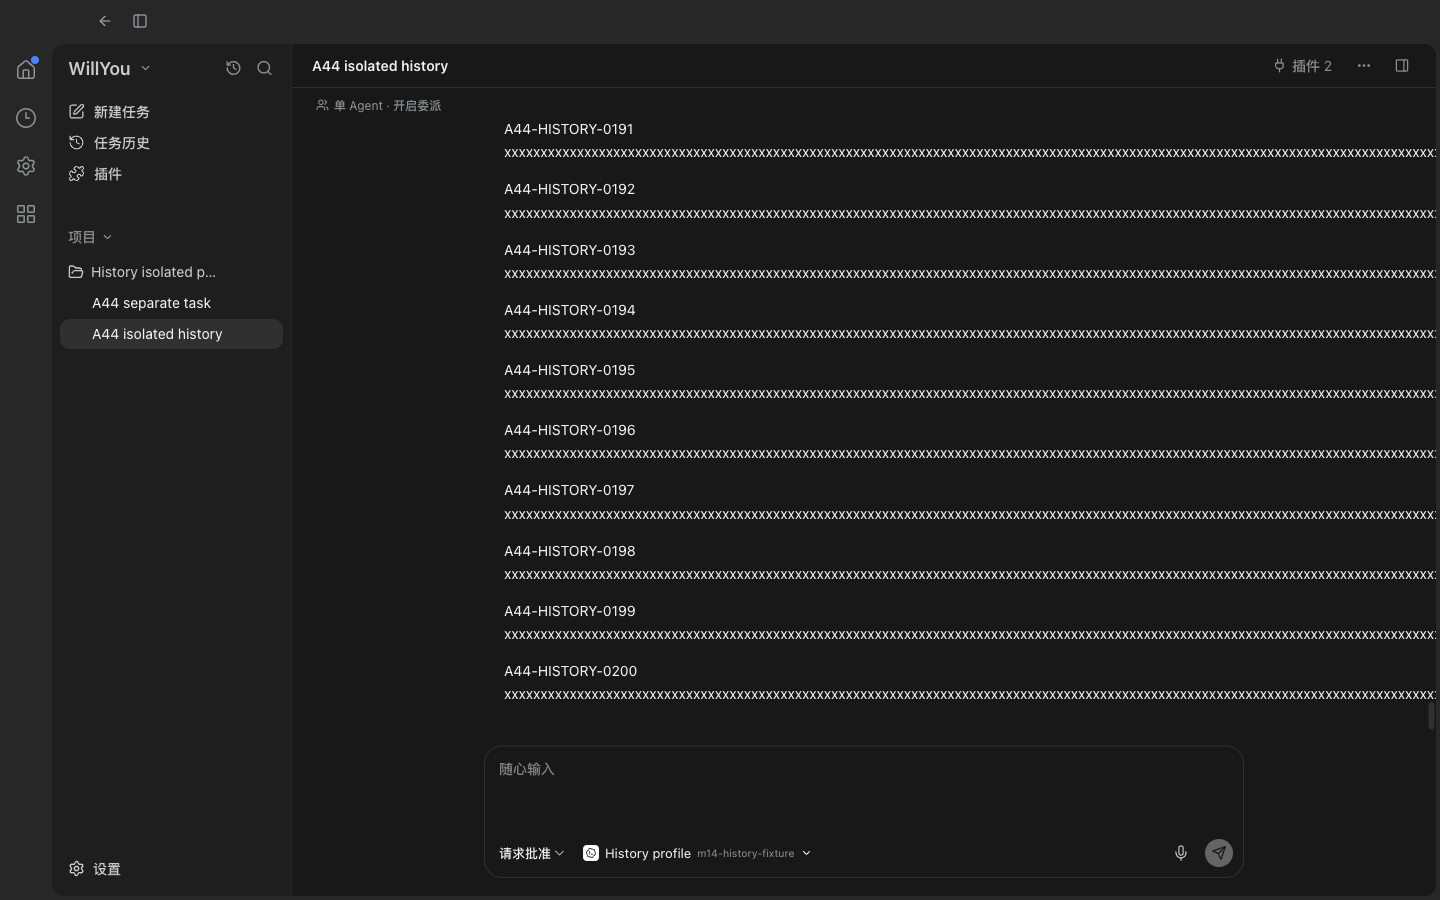 WillYou
新建任务
任务历史
插件
项目
History isolated p...
A44 separate task
A44 isolated history
设置
A44 isolated history
插件 2
单 Agent · 开启委派
A44-HISTORY-0191
A44-HISTORY-0192
A44-HISTORY-0193
A44-HISTORY-0194
A44-HISTORY-0195
A44-HISTORY-0196
A44-HISTORY-0197
A44-HISTORY-0198
A44-HISTORY-0199
A44-HISTORY-0200
随心输入
请求批准
History profile m14-history-fixture